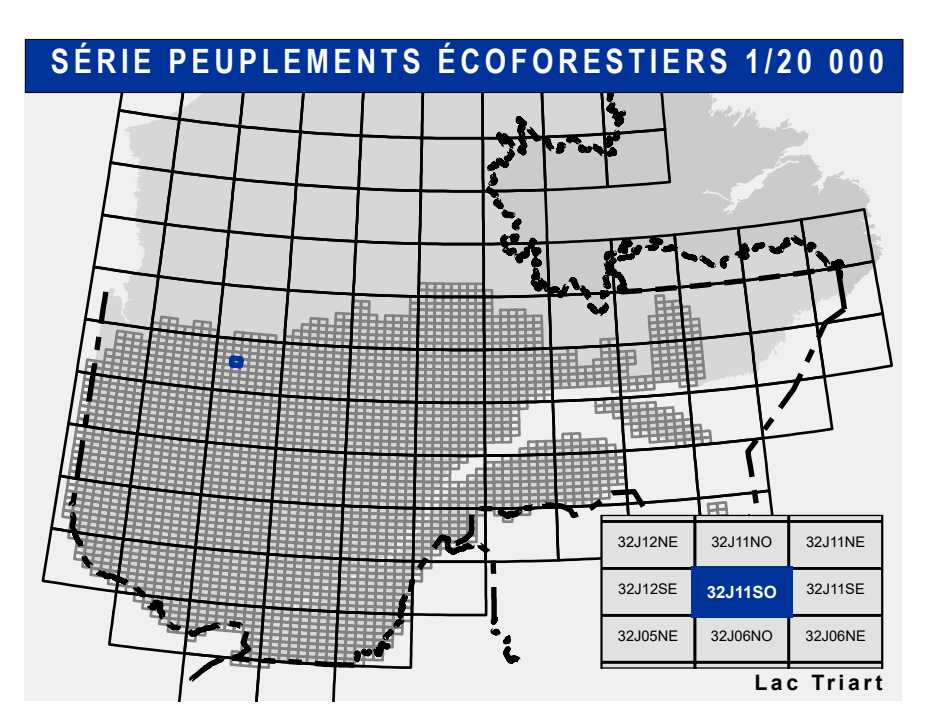 SÉRIE PEUPLEMENTS ÉCOFORESTIERS 1/20 000
32J12NE 32J11NO 32J11NE
32J12SE 32J11SO 32J11SE
32J05NE 32J06NO 32J06NE
Lac Triart